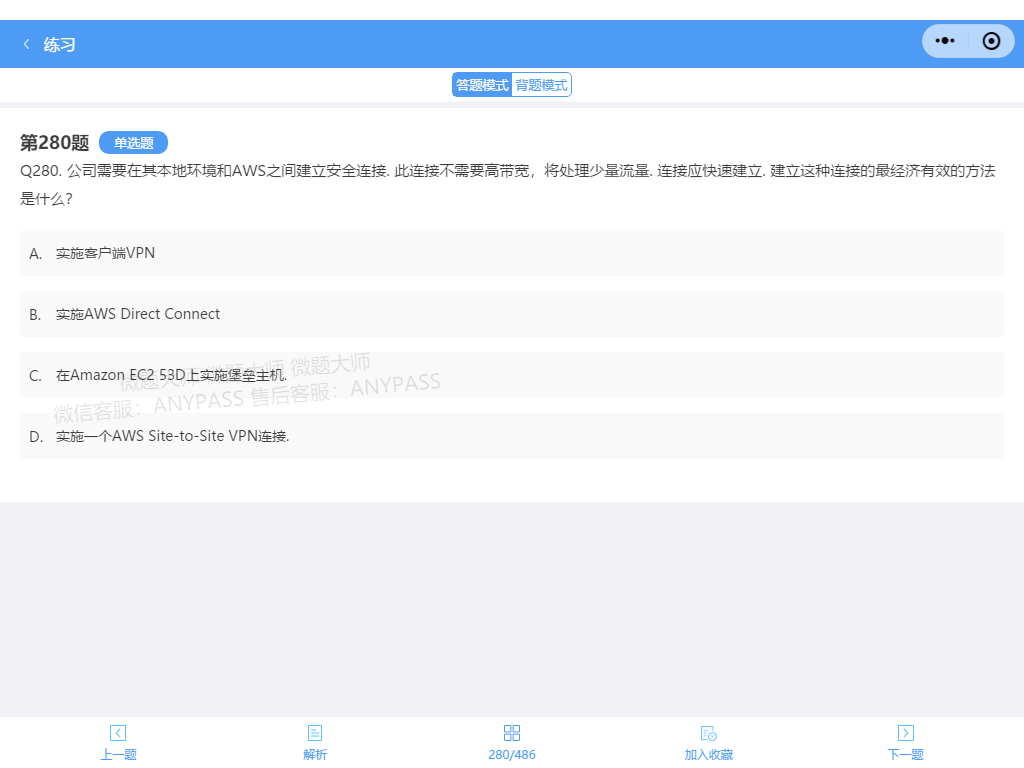 练习
答题模式 背题模式
第280题 单选题
Q280. 公司需要在其本地环境和AWS之间建立安全连接. 此连接不需要高带宽，将处理少量流量. 连接应快速建立. 建立这种连接的最经济有效的方法
是什么?
A. 实施客户端VPN
B. 实施AWS Direct Connect
C. 在Amazon EC2 53D上实施堡垒主机.
微题大师 微题大师 微题大师
微信客服：ANYPASS 售后客服：ANYPASS
D. 实施一个AWS Site-to-Site VPN连接.
上一题 解析 280/486 加入收藏 下一题